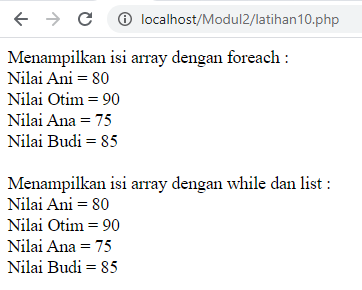 localhost/Modul2/latihan10.php
Menampilkan isi array dengan foreach :
Nilai Ani = 80
Nilai Otim = 90
Nilai Ana = 75
Nilai Budi = 85
Menampilkan isi array dengan while dan list :
Nilai Ani = 80
Nilai Otim = 90
Nilai Ana = 75
Nilai Budi = 85